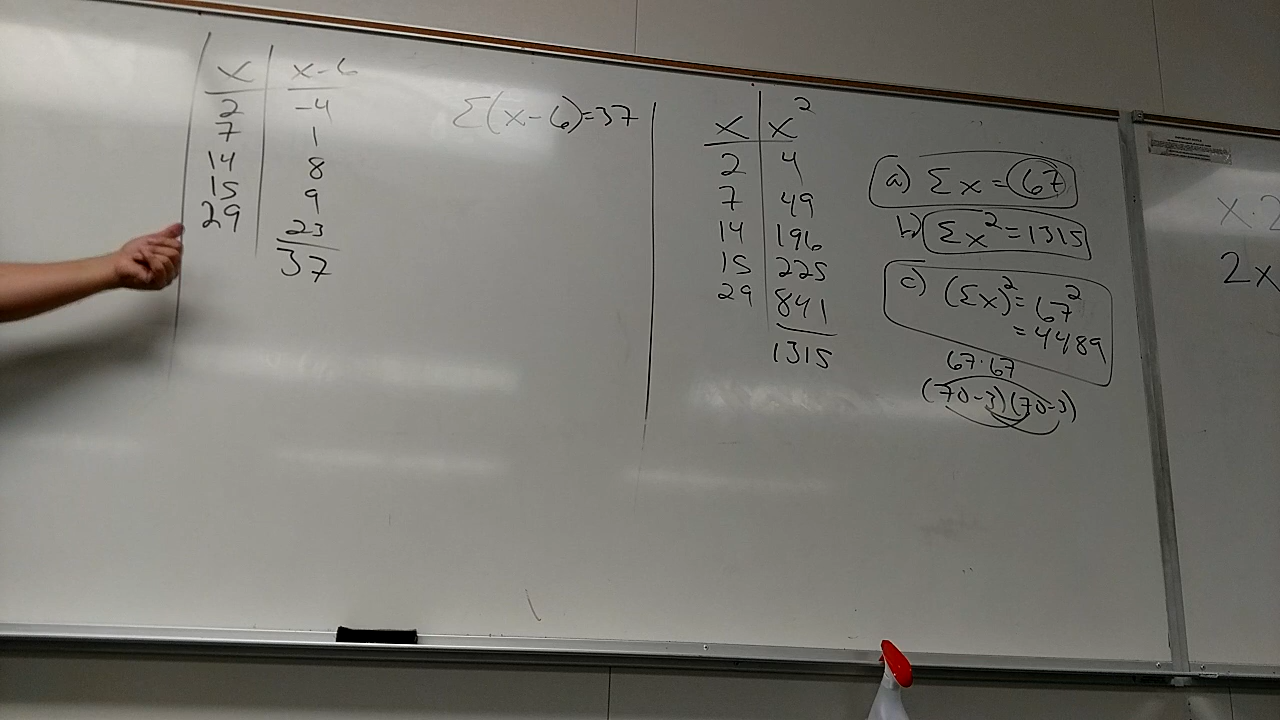 x | x-6
2 | -4
7 | 1
14 | 8
15 | 9
29 | 23
37
Σ(x-6)=37
x | x²
2 | 4
7 | 49
14 | 196
15 | 225
29 | 841
1315
a) Σx = 67
b) Σx² = 1315
c) (Σx)² = 67²
= 4489
67·67
(70-3)(70-3)
x·2
2x